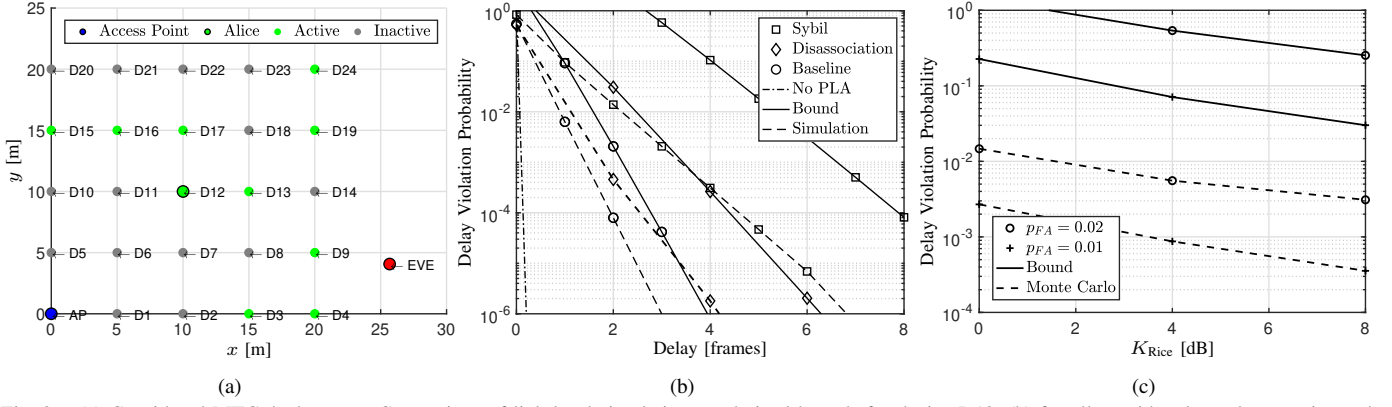 25
20
15
10
5
0
y [m]
Access Point
Alice
Active
Inactive
D20
D21
D22
D23
D24
D15
D16
D17
D18
D19
D10
D11
D12
D13
D14
D5
D6
D7
D8
D9
EVE
AP
D1
D2
D3
D4
0
5
10
15
20
25
30
x [m]
(a)
Delay Violation Probability
10^0
10^-2
10^-4
10^-6
Sybil
Disassociation
Baseline
No PLA
Bound
Simulation
0
2
4
6
8
Delay [frames]
(b)
Delay Violation Probability
10^0
10^-1
10^-2
10^-3
10^-4
p_FA = 0.02
p_FA = 0.01
Bound
Monte Carlo
0
2
4
6
8
K_Rice [dB]
(c)